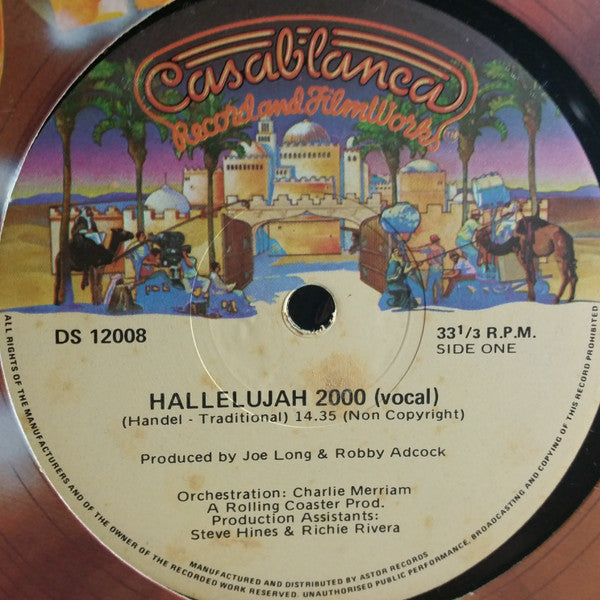 Casablanca
Record and FilmWorks
TM
DS 12008
33 1/3 R.P.M.
SIDE ONE
HALLELUJAH 2000 (vocal)
(Handel - Traditional) 14.35 (Non Copyright)
Produced by Joe Long & Robby Adcock
Orchestration: Charlie Merriam
A Rolling Coaster Prod.
Production Assistants:
Steve Hines & Richie Rivera
MANUFACTURED AND DISTRIBUTED BY ASTOR RECORDS
ALL RIGHTS OF THE MANUFACTURERS AND OF THE OWNER OF THE RECORDED WORK RESERVED. UNAUTHORISED PUBLIC PERFORMANCE, BROADCASTING AND COPYING OF THIS RECORD PROHIBITED